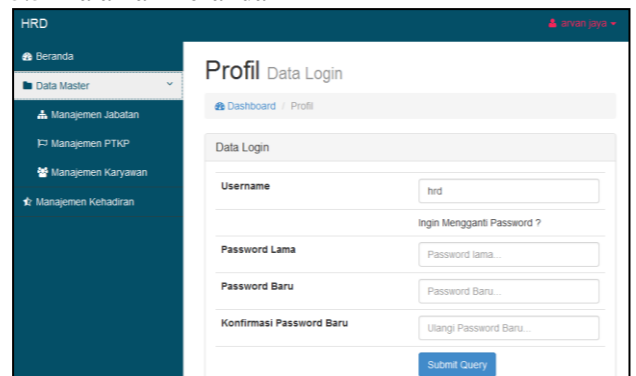 HRD
arvan jaya
Beranda
Data Master
Manajemen Jabatan
Manajemen PTKP
Manajemen Karyawan
Manajemen Kehadiran
Profil Data Login
Dashboard / Profil
Data Login
Username
hrd
Ingin Mengganti Password ?
Password Lama
Password lama...
Password Baru
Password Baru...
Konfirmasi Password Baru
Ulangi Password Baru...
Submit Query